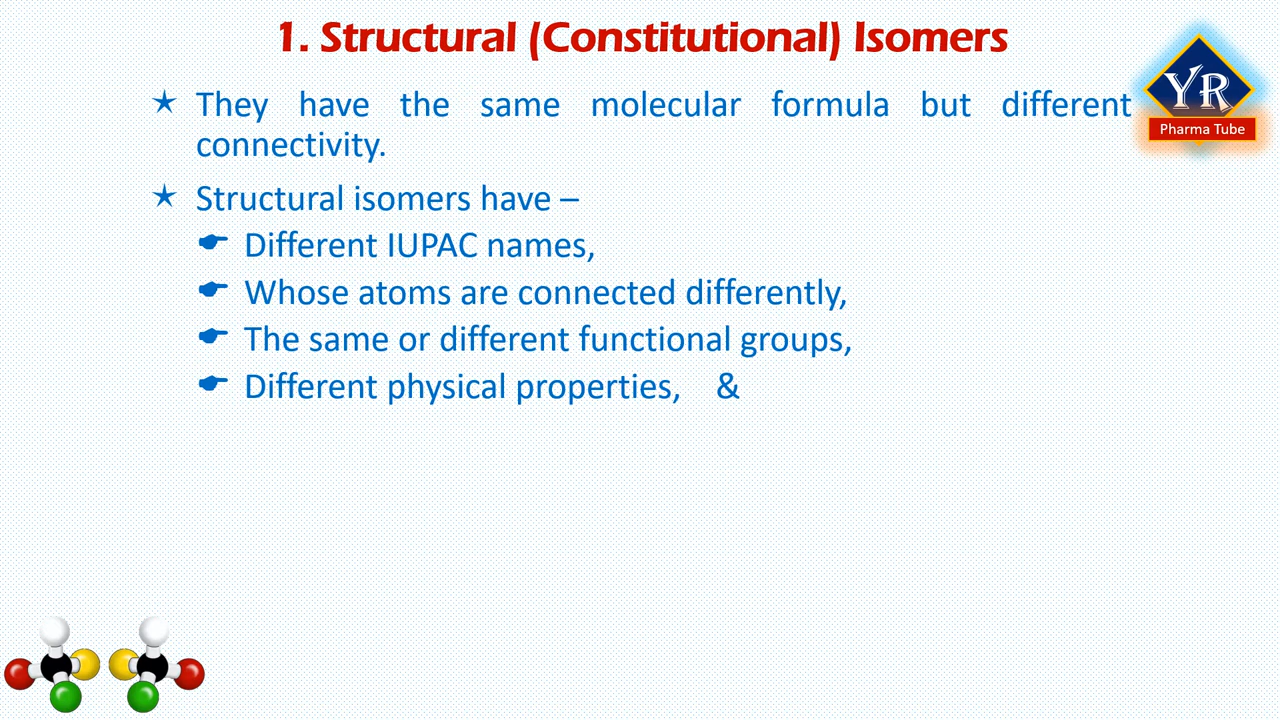 1. Structural (Constitutional) Isomers
YR
Pharma Tube
They have the same molecular formula but different
connectivity.
Structural isomers have –
Different IUPAC names,
Whose atoms are connected differently,
The same or different functional groups,
Different physical properties, &